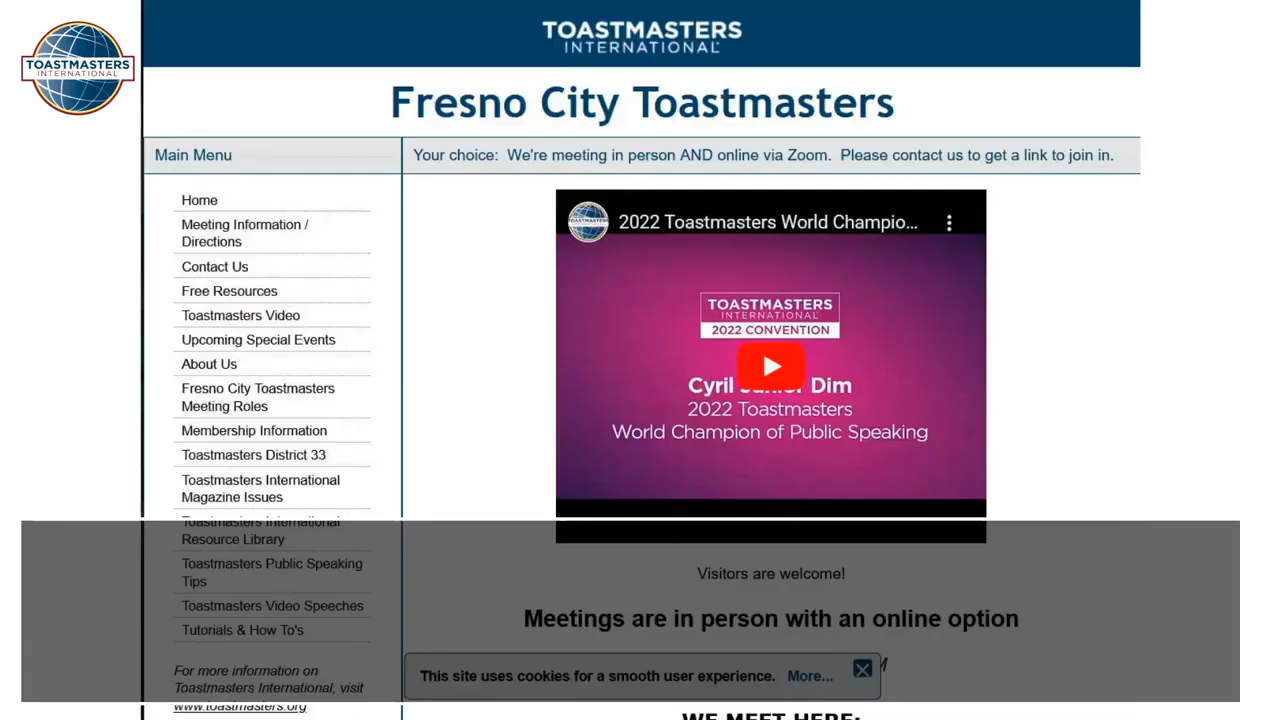 TOASTMASTERS
INTERNATIONAL
TOASTMASTERS
INTERNATIONAL
Fresno City Toastmasters
Main Menu
Your choice: We're meeting in person AND online via Zoom. Please contact us to get a link to join in.
Home
Meeting Information /
Directions
Contact Us
Free Resources
Toastmasters Video
Upcoming Special Events
About Us
Fresno City Toastmasters
Meeting Roles
Membership Information
Toastmasters District 33
Toastmasters International
Magazine Issues
Toastmasters International
Resource Library
Toastmasters Public Speaking
Tips
Toastmasters Video Speeches
Tutorials & How To's
For more information on
Toastmasters International, visit
www.toastmasters.org
2022 Toastmasters World Champio...
TOASTMASTERS
INTERNATIONAL
2022 CONVENTION
Cyril Junior Dim
2022 Toastmasters
World Champion of Public Speaking
Visitors are welcome!
Meetings are in person with an online option
This site uses cookies for a smooth user experience. More...
WE MEET HERE: